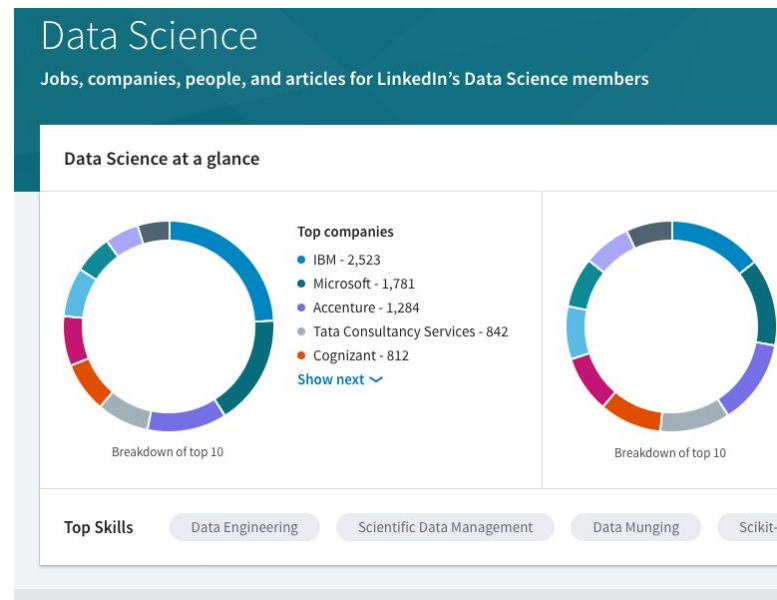 Data Science
Jobs, companies, people, and articles for LinkedIn's Data Science members
Data Science at a glance
Top companies
IBM - 2,523
Microsoft - 1,781
Accenture - 1,284
Tata Consultancy Services - 842
Cognizant - 812
Show next
Breakdown of top 10
Breakdown of top 10
Top Skills Data Engineering Scientific Data Management Data Munging Scikit-